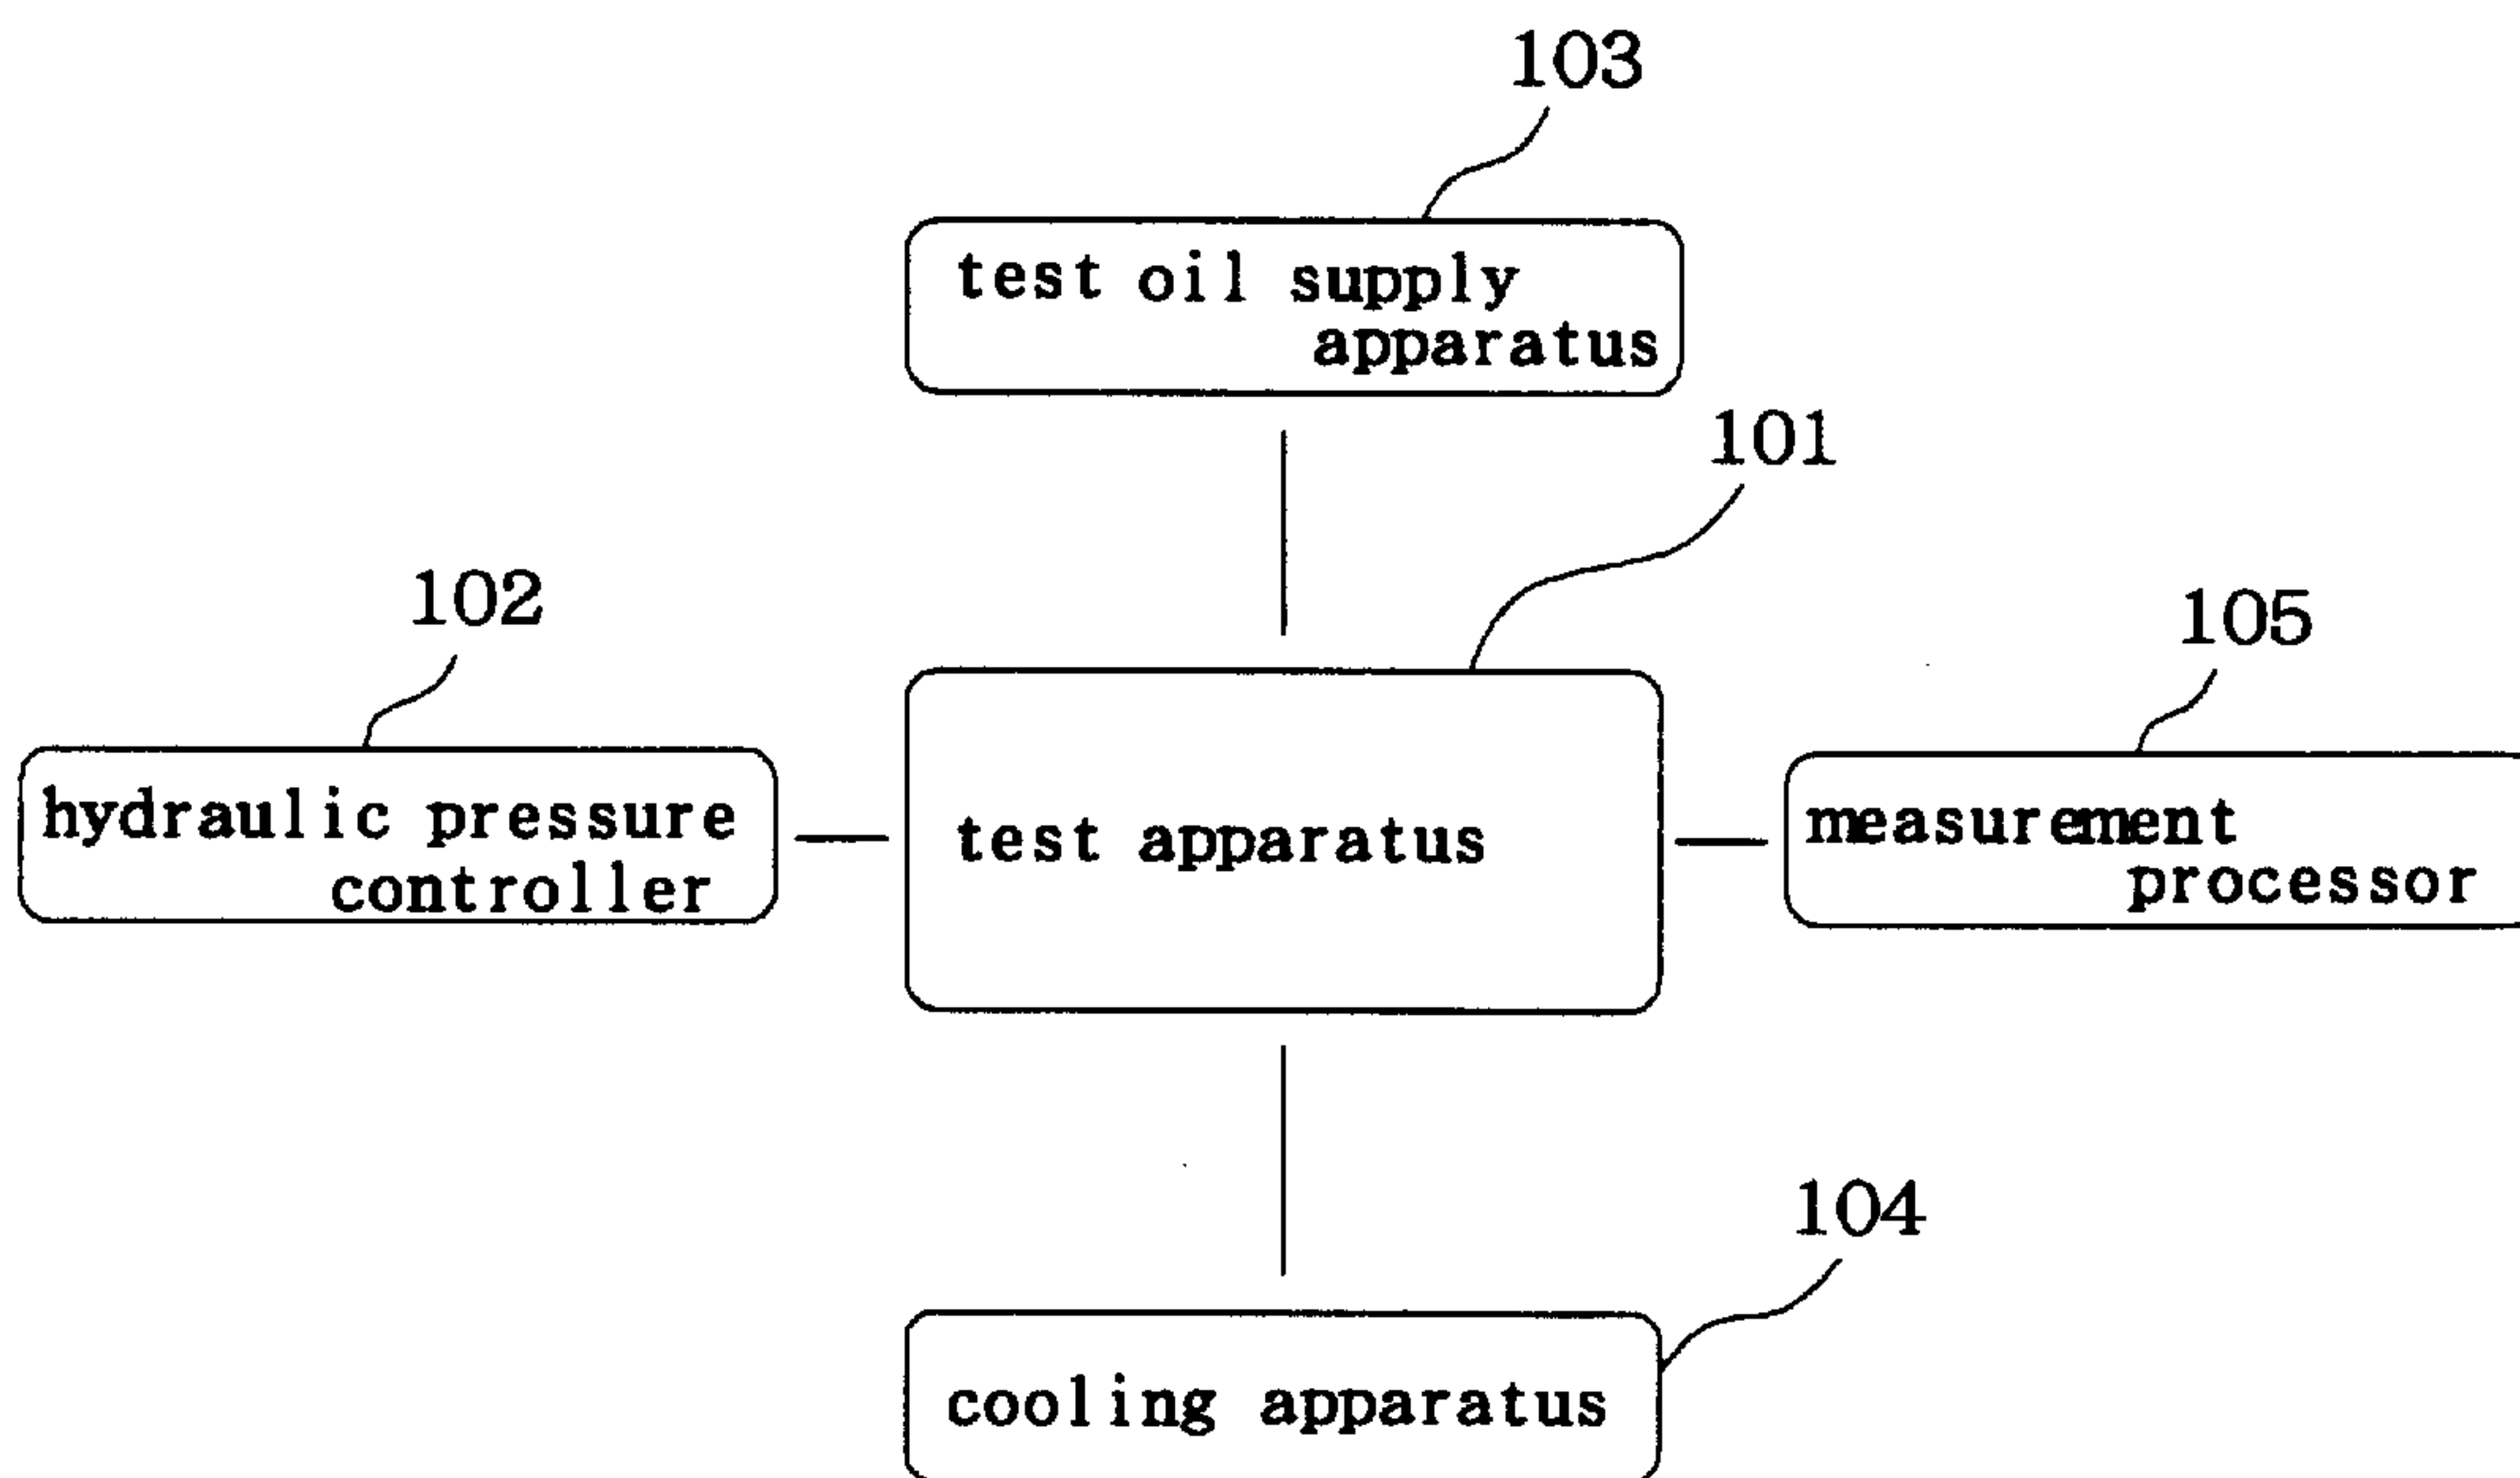 103
test oil supply
apparatus
101
102
105
hydraulic pressure
controller
test apparatus
measurement
processor
104
cooling apparatus